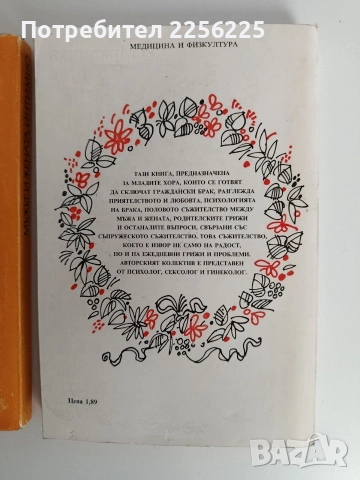 Потребител 2256225
МЕДИЦИНА И ФИЗКУЛТУРА
ТАЗИ КНИГА, ПРЕДНАЗНАЧЕНА
ЗА МЛАДИТЕ ХОРА, КОИТО СЕ ГОТВЯТ
ДА СКЛЮЧАТ ГРАЖДАНСКИ БРАК, РАЗГЛЕЖДА
ПРИЯТЕЛСТВОТО И ЛЮБОВТА, ПСИХОЛОГИЯТА
НА БРАКА, ПОЛОВОТО СЪЖИТЕЛСТВО МЕЖДУ
МЪЖА И ЖЕНАТА, РОДИТЕЛСКИТЕ ГРИЖИ
И ОСТАНАЛИТЕ ВЪПРОСИ, СВЪРЗАНИ СЪС
СЪПРУЖЕСКОТО СЪЖИТЕЛСТВО, ТОВА СЪЖИТЕЛСТВО,
КОЕТО Е ИЗВОР НЕ САМО НА РАДОСТ,
НО И НА ЕЖЕДНЕВНИ ГРИЖИ И ПРОБЛЕМИ.
АВТОРСКИЯТ КОЛЕКТИВ Е ПРЕДСТАВЕН
ОТ ПСИХОЛОГ, СЕКСОЛОГ И ГИНЕКОЛОГ.
Цена 1,89
BAZAR